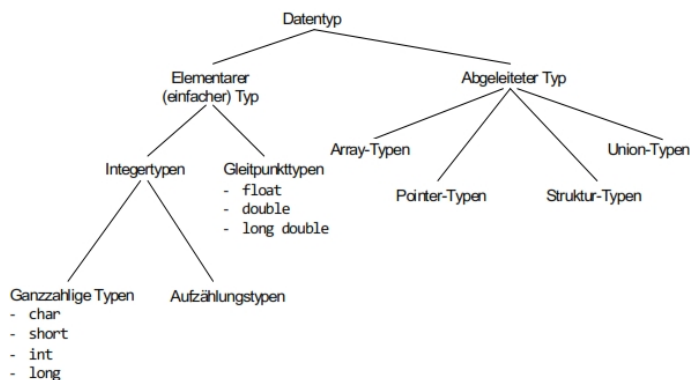 Datentyp
Elementarer
(einfacher) Typ
Abgeleiteter Typ
Array-Typen
Union-Typen
Integertypen
Gleitpunkttypen
- float
- double
- long double
Pointer-Typen
Struktur-Typen
Ganzzahlige Typen
- char
- short
- int
- long
Aufzählungstypen